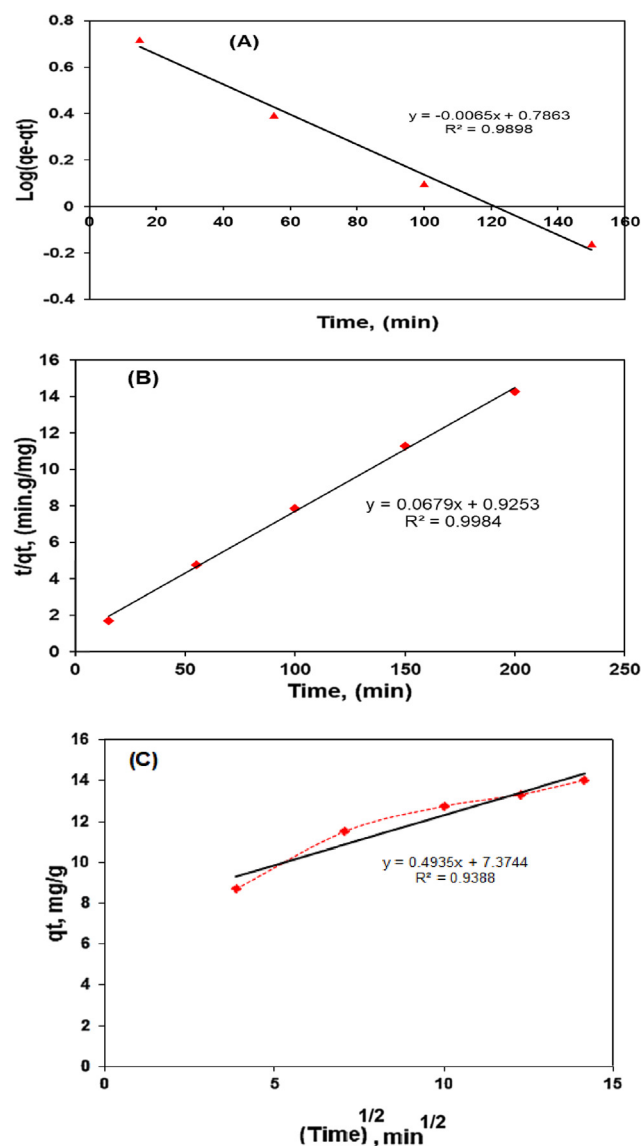 (A)
0.8
0.6
0.4
0.2
0
-0.2
-0.4
0 20 40 60 80 100 120 140 160
Log(qe-qt)
y = -0.0065x + 0.7863
R² = 0.9898
Time, (min)
(B)
16
14
12
10
8
6
4
2
0
0 50 100 150 200 250
t/qt, (min.g/mg)
y = 0.0679x + 0.9253
R² = 0.9984
Time, (min)
(C)
16
14
12
10
8
6
4
2
0
0 5 10 15
qt, mg/g
y = 0.4935x + 7.3744
R² = 0.9388
(Time)^1/2, min^1/2